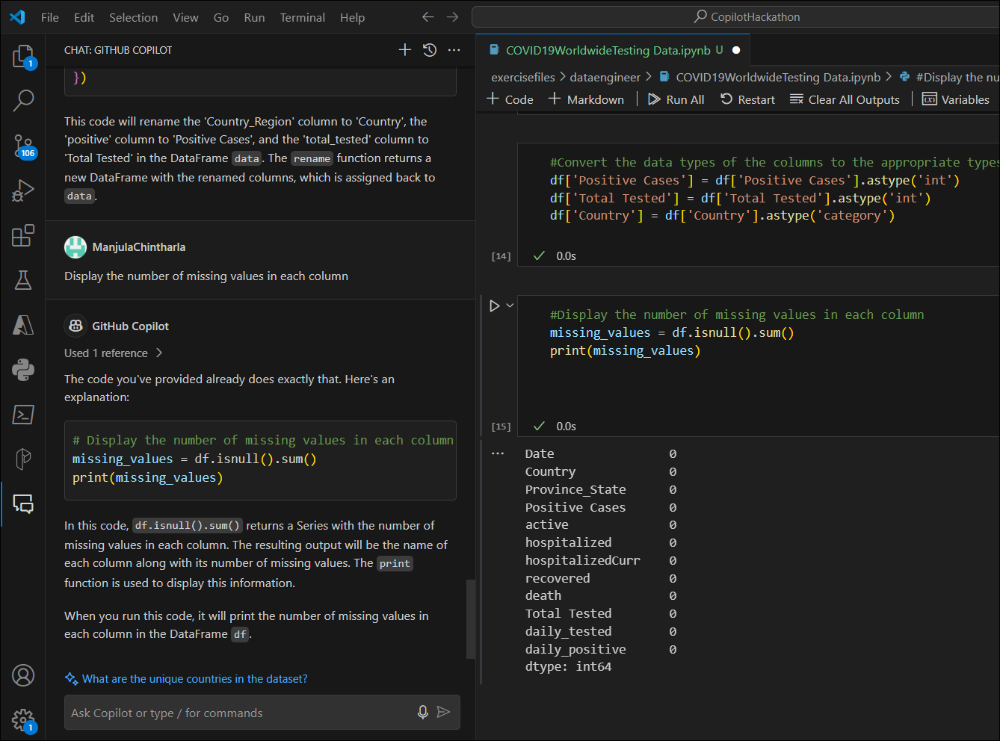 File Edit Selection View Go Run Terminal Help
CopilotHackathon
CHAT: GITHUB COPILOT
})
This code will rename the 'Country_Region' column to 'Country', the
'positive' column to 'Positive Cases', and the 'total_tested' column to
'Total Tested' in the DataFrame data. The rename function returns a
new DataFrame with the renamed columns, which is assigned back to
data.
ManjulaChintharla
Display the number of missing values in each column
GitHub Copilot
Used 1 reference
The code you've provided already does exactly that. Here's an
explanation:
# Display the number of missing values in each column
missing_values = df.isnull().sum()
print(missing_values)
In this code, df.isnull().sum() returns a Series with the number of
missing values in each column. The resulting output will be the name of
each column along with its number of missing values. The print
function is used to display this information.
When you run this code, it will print the number of missing values in
each column in the DataFrame df.
What are the unique countries in the dataset?
Ask Copilot or type / for commands
1
106
1
COVID19WorldwideTesting Data.ipynb U
exercisefiles > dataengineer > COVID19WorldwideTesting Data.ipynb > #Display the nu
+ Code + Markdown Run All Restart Clear All Outputs Variables
#Convert the data types of the columns to the appropriate types
df['Positive Cases'] = df['Positive Cases'].astype('int')
df['Total Tested'] = df['Total Tested'].astype('int')
df['Country'] = df['Country'].astype('category')
[14] 0.0s
#Display the number of missing values in each column
missing_values = df.isnull().sum()
print(missing_values)
[15] 0.0s
Date 0
Country 0
Province_State 0
Positive Cases 0
active 0
hospitalized 0
hospitalizedCurr 0
recovered 0
death 0
Total Tested 0
daily_tested 0
daily_positive 0
dtype: int64